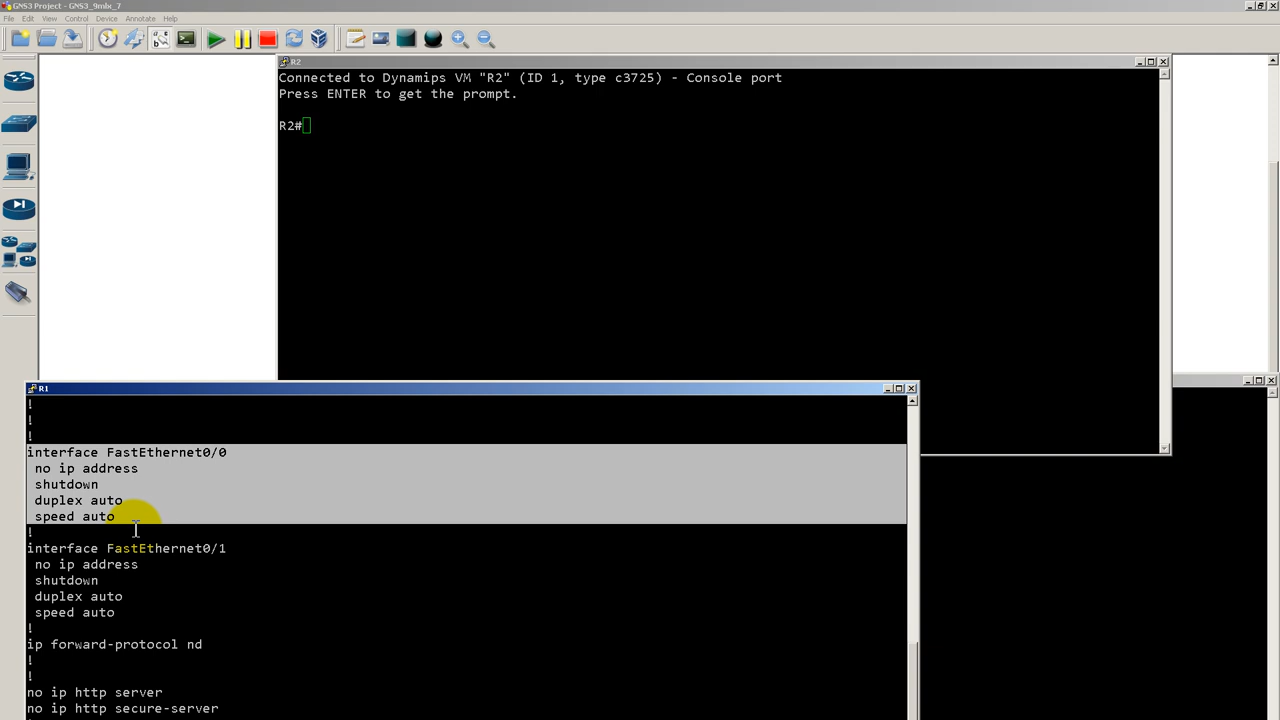 GNS3 Project - GNS3_9mix_7
File Edit View Control Device Annotate Help
R2
Connected to Dynamips VM "R2" (ID 1, type c3725) - Console port
Press ENTER to get the prompt.
R2#
R1
!
!
!
interface FastEthernet0/0
no ip address
shutdown
duplex auto
speed auto
!
interface FastEthernet0/1
no ip address
shutdown
duplex auto
speed auto
!
ip forward-protocol nd
!
!
no ip http server
no ip http secure-server